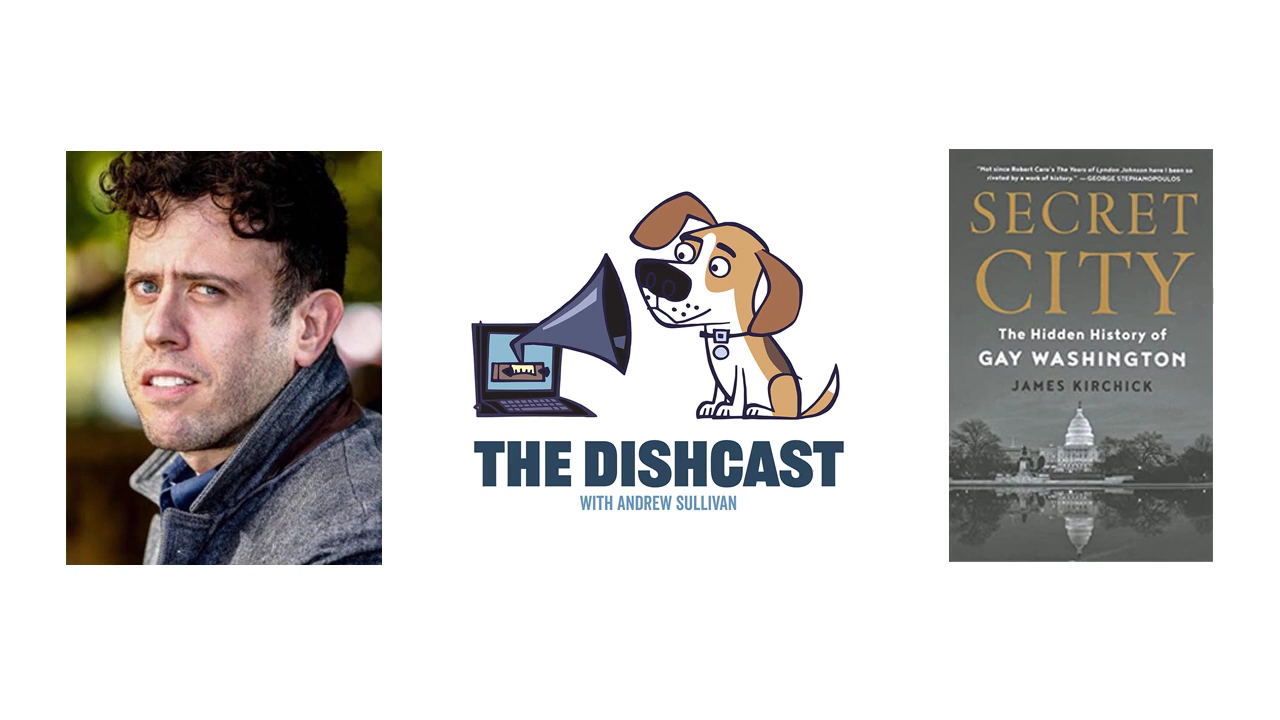 THE DISHCAST
WITH ANDREW SULLIVAN
"Not since Robert Caro's The Years of Lyndon Johnson have I been so
riveted by a work of history." —GEORGE STEPHANOPOULOS
SECRET
CITY
The Hidden History of
GAY WASHINGTON
JAMES KIRCHICK